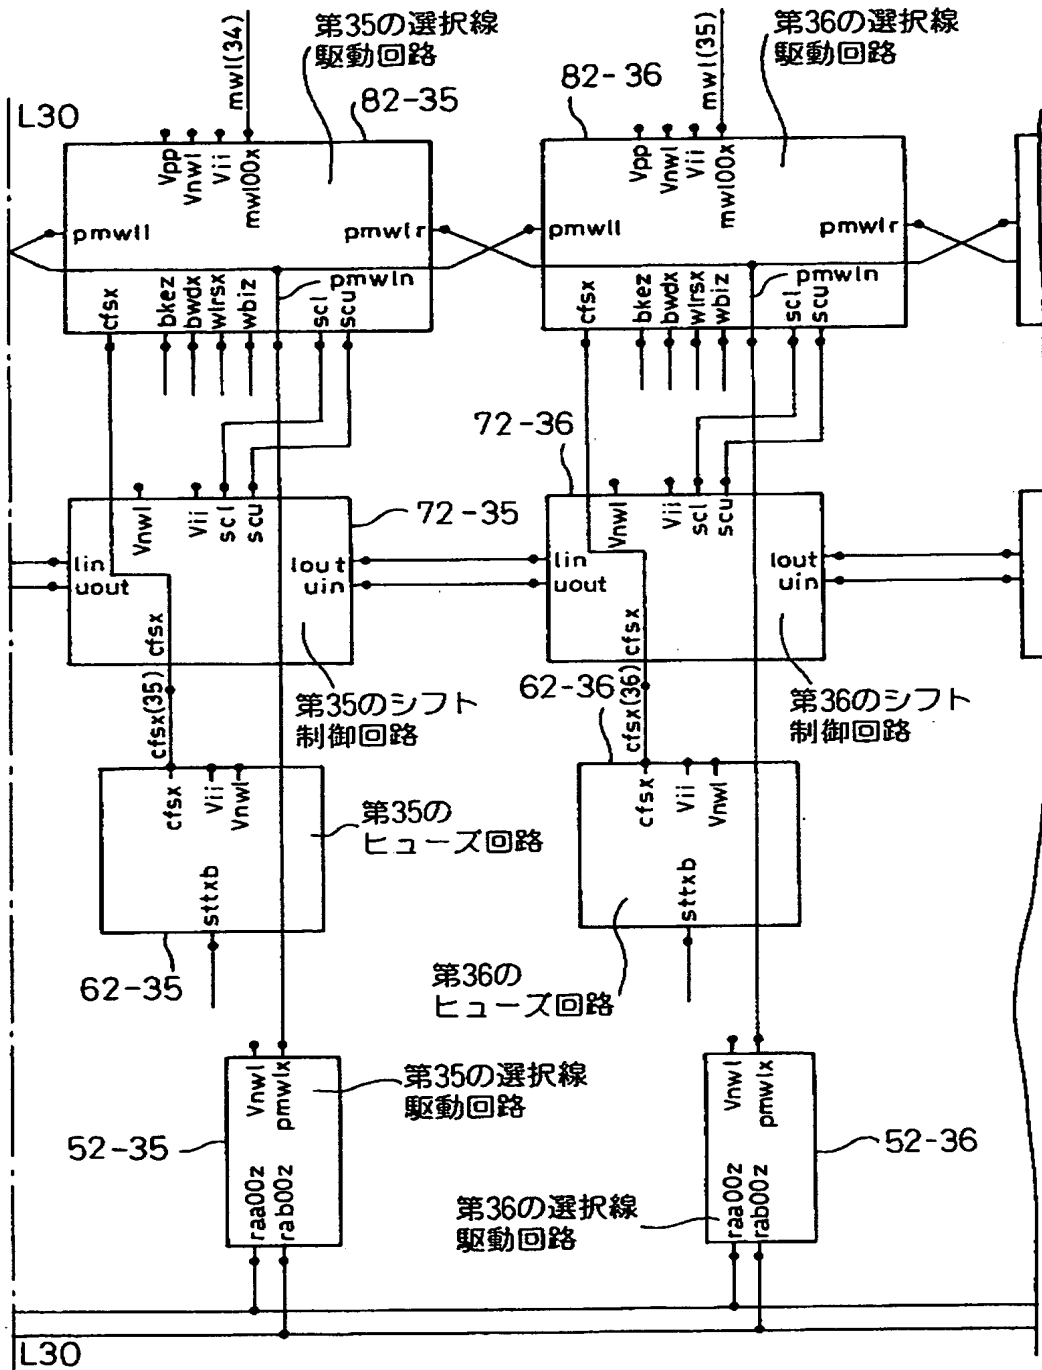 mwl(34)
第35の選択線
駆動回路
mwl(35)
第36の選択線
駆動回路
L30
82-35
82-36
Vpp
Vnwl
Vii
mwl00x
Vpp
Vnwl
Vii
mwl00x
pmwll
pmwlr
pmwll
pmwlr
pmwln
pmwln
cfsx
bkez
bwdx
wlrsx
wbiz
scl
scu
cfsx
bkez
bwdx
wlrsx
wbiz
scl
scu
72-36
72-35
Vnwl
Vii
scl
scu
Vnwl
Vii
scl
scu
lin
uout
lout
uin
lin
uout
lout
uin
cfsx
cfsx
cfsx(35)
第35のシフト
制御回路
62-36
cfsx(36)
第36のシフト
制御回路
cfsx
Vii
Vnwl
第35の
ヒューズ回路
cfsx
Vii
Vnwl
sttxb
sttxb
62-35
第36の
ヒューズ回路
Vnwl
pmwlx
第35の選択線
駆動回路
Vnwl
pmwlx
52-35
52-36
raa00z
rab00z
第36の選択線
駆動回路
raa00z
rab00z
L30